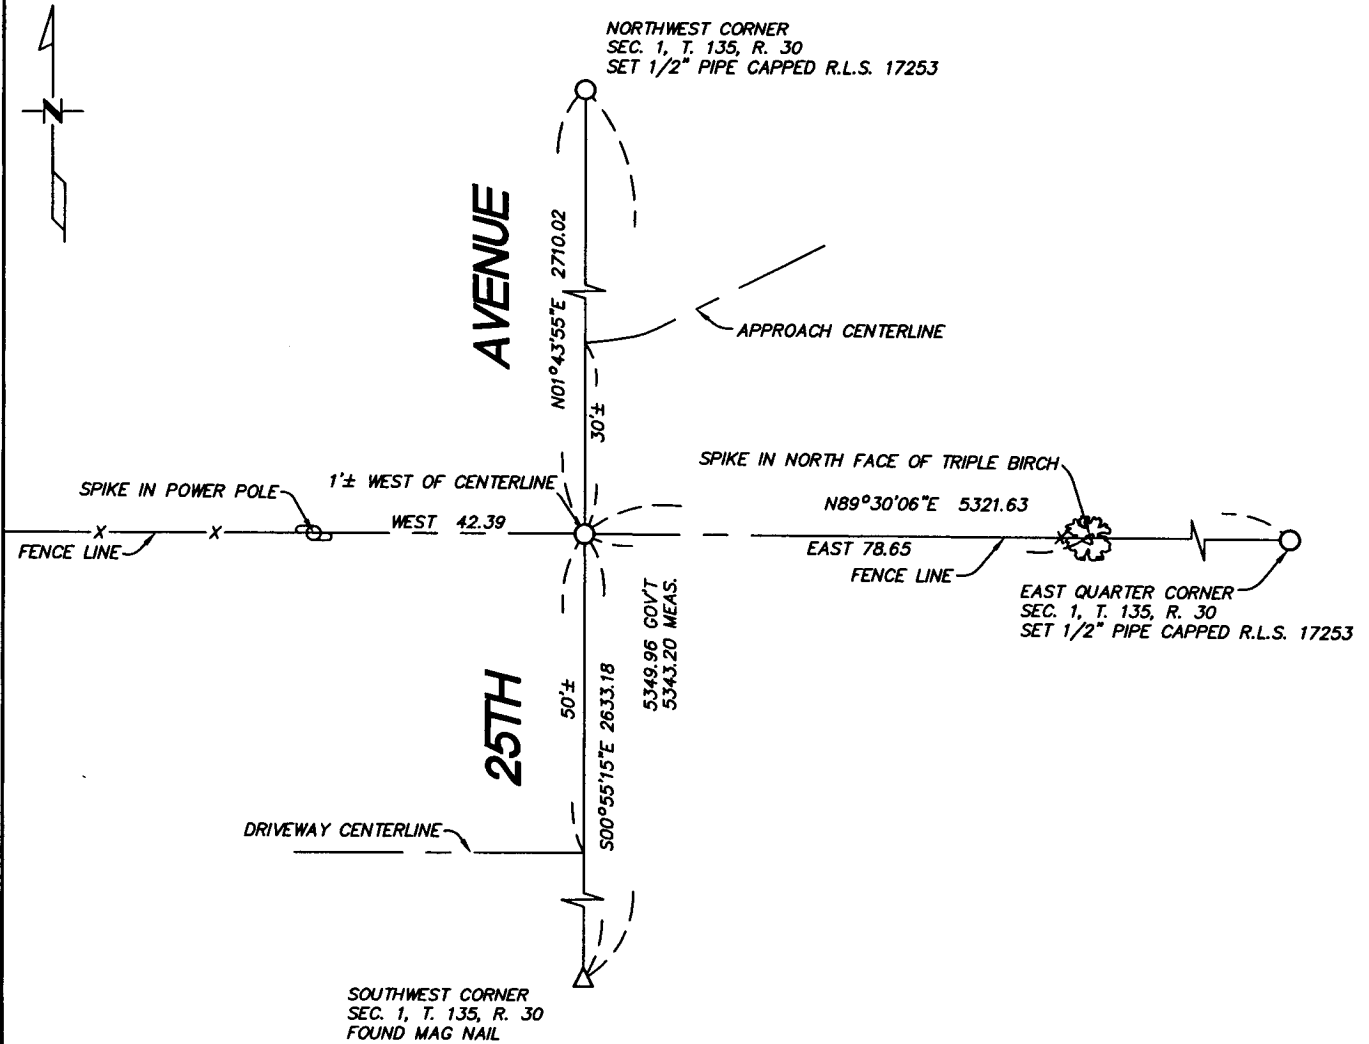 NORTHWEST CORNER
SEC. 1, T. 135, R. 30
SET 1/2" PIPE CAPPED R.L.S. 17253
N
AVENUE
N01°43'55"E 2710.02
APPROACH CENTERLINE
30'±
SPIKE IN NORTH FACE OF TRIPLE BIRCH
1'± WEST OF CENTERLINE
SPIKE IN POWER POLE
N89°30'06"E 5321.63
WEST 42.39
X X
FENCE LINE
EAST 78.65
FENCE LINE
EAST QUARTER CORNER
SEC. 1, T. 135, R. 30
SET 1/2" PIPE CAPPED R.L.S. 17253
5349.96 GOV'T
5343.20 MEAS.
25TH
50'±
S00°55'15"E 2633.18
DRIVEWAY CENTERLINE
SOUTHWEST CORNER
SEC. 1, T. 135, R. 30
FOUND MAG NAIL